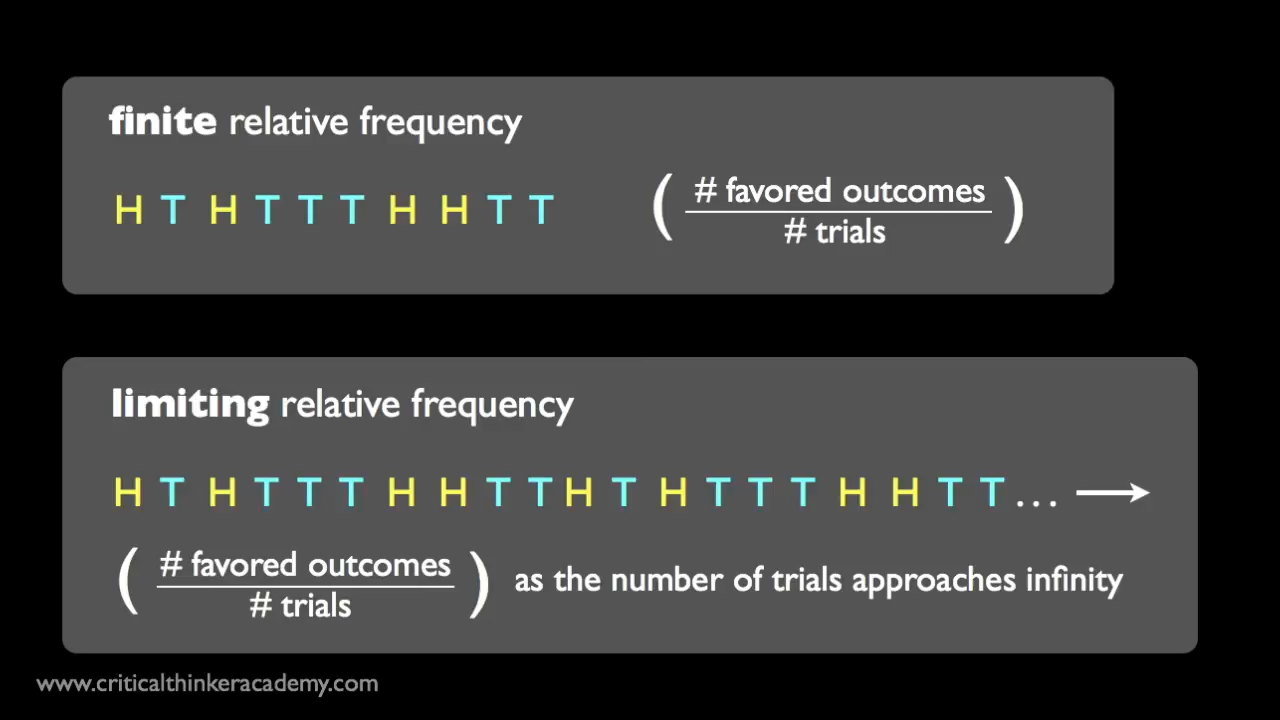 finite relative frequency
H T H T T T H H T T
( # favored outcomes
# trials )
limiting relative frequency
H T H T T T H H T T H T H T T T H H T T ...
( # favored outcomes
# trials ) as the number of trials approaches infinity
www.criticalthinkeracademy.com